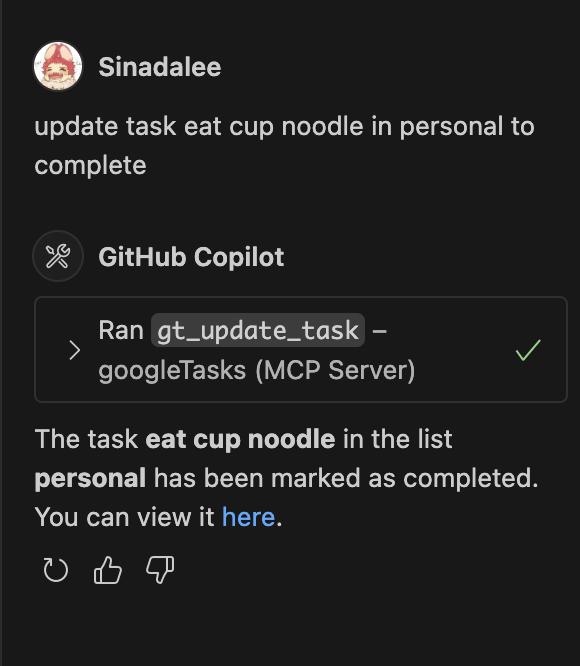 Sinadalee
update task eat cup noodle in personal to
complete
GitHub Copilot
Ran gt_update_task –
googleTasks (MCP Server)
The task eat cup noodle in the list
personal has been marked as completed.
You can view it here.